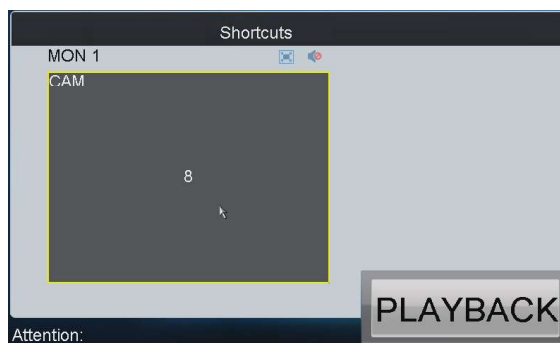 Shortcuts
MON 1
CAM
8
PLAYBACK
Attention: